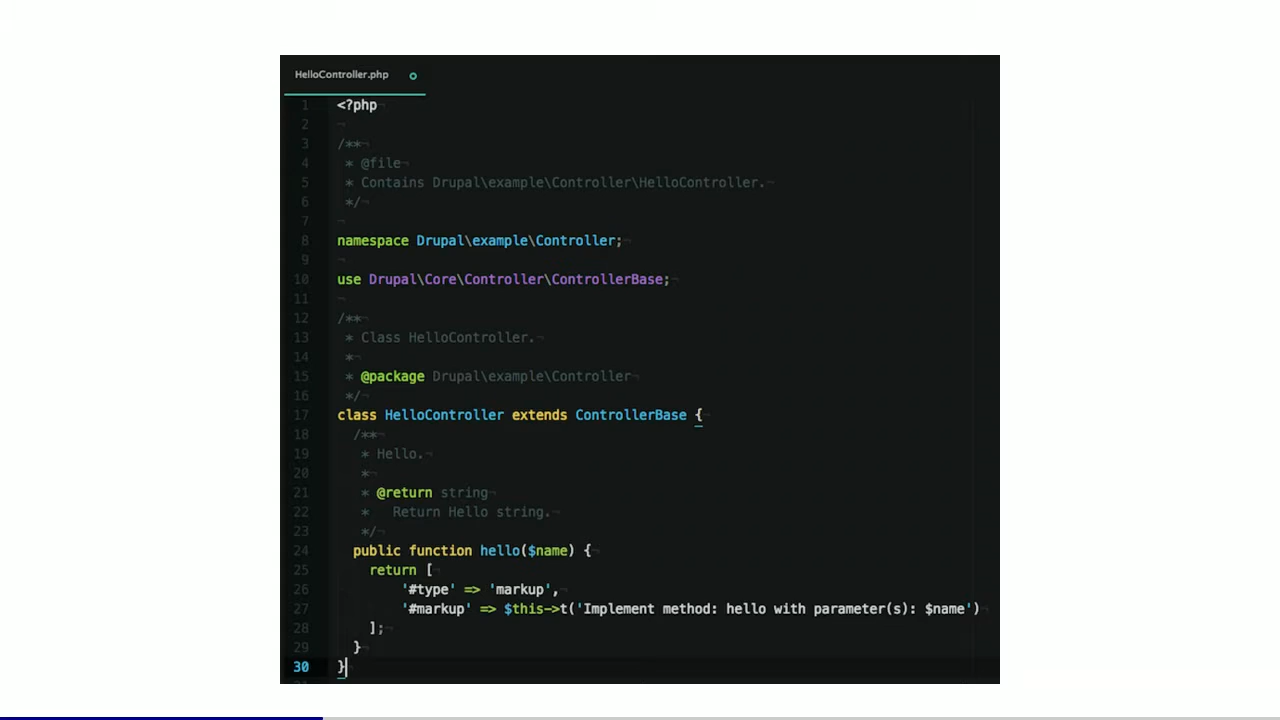 HelloController.php
1 <?php
2
3 /**
4  * @file
5  * Contains Drupal\example\Controller\HelloController.
6  */
7
8 namespace Drupal\example\Controller;
9
10 use Drupal\Core\Controller\ControllerBase;
11
12 /**
13  * Class HelloController.
14  *
15  * @package Drupal\example\Controller
16  */
17 class HelloController extends ControllerBase {
18   /**
19    * Hello.
20    *
21    * @return string
22    *   Return Hello string.
23    */
24   public function hello($name) {
25     return [
26         '#type' => 'markup',
27         '#markup' => $this->t('Implement method: hello with parameter(s): $name')
28     ];
29   }
30 }